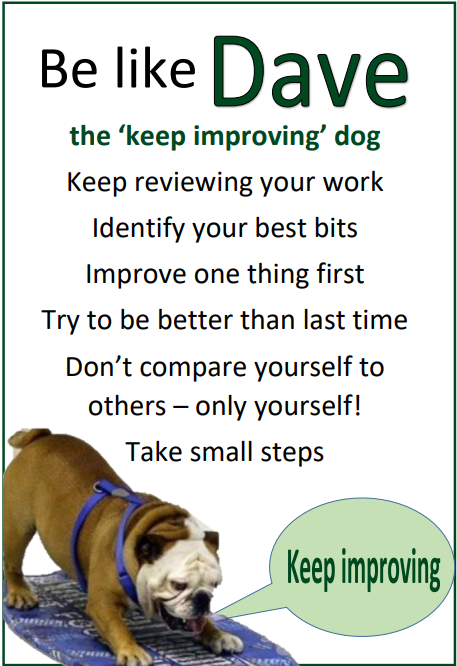 Be like Dave
the ‘keep improving’ dog
Keep reviewing your work
Identify your best bits
Improve one thing first
Try to be better than last time
Don’t compare yourself to
others – only yourself!
Take small steps
Keep improving